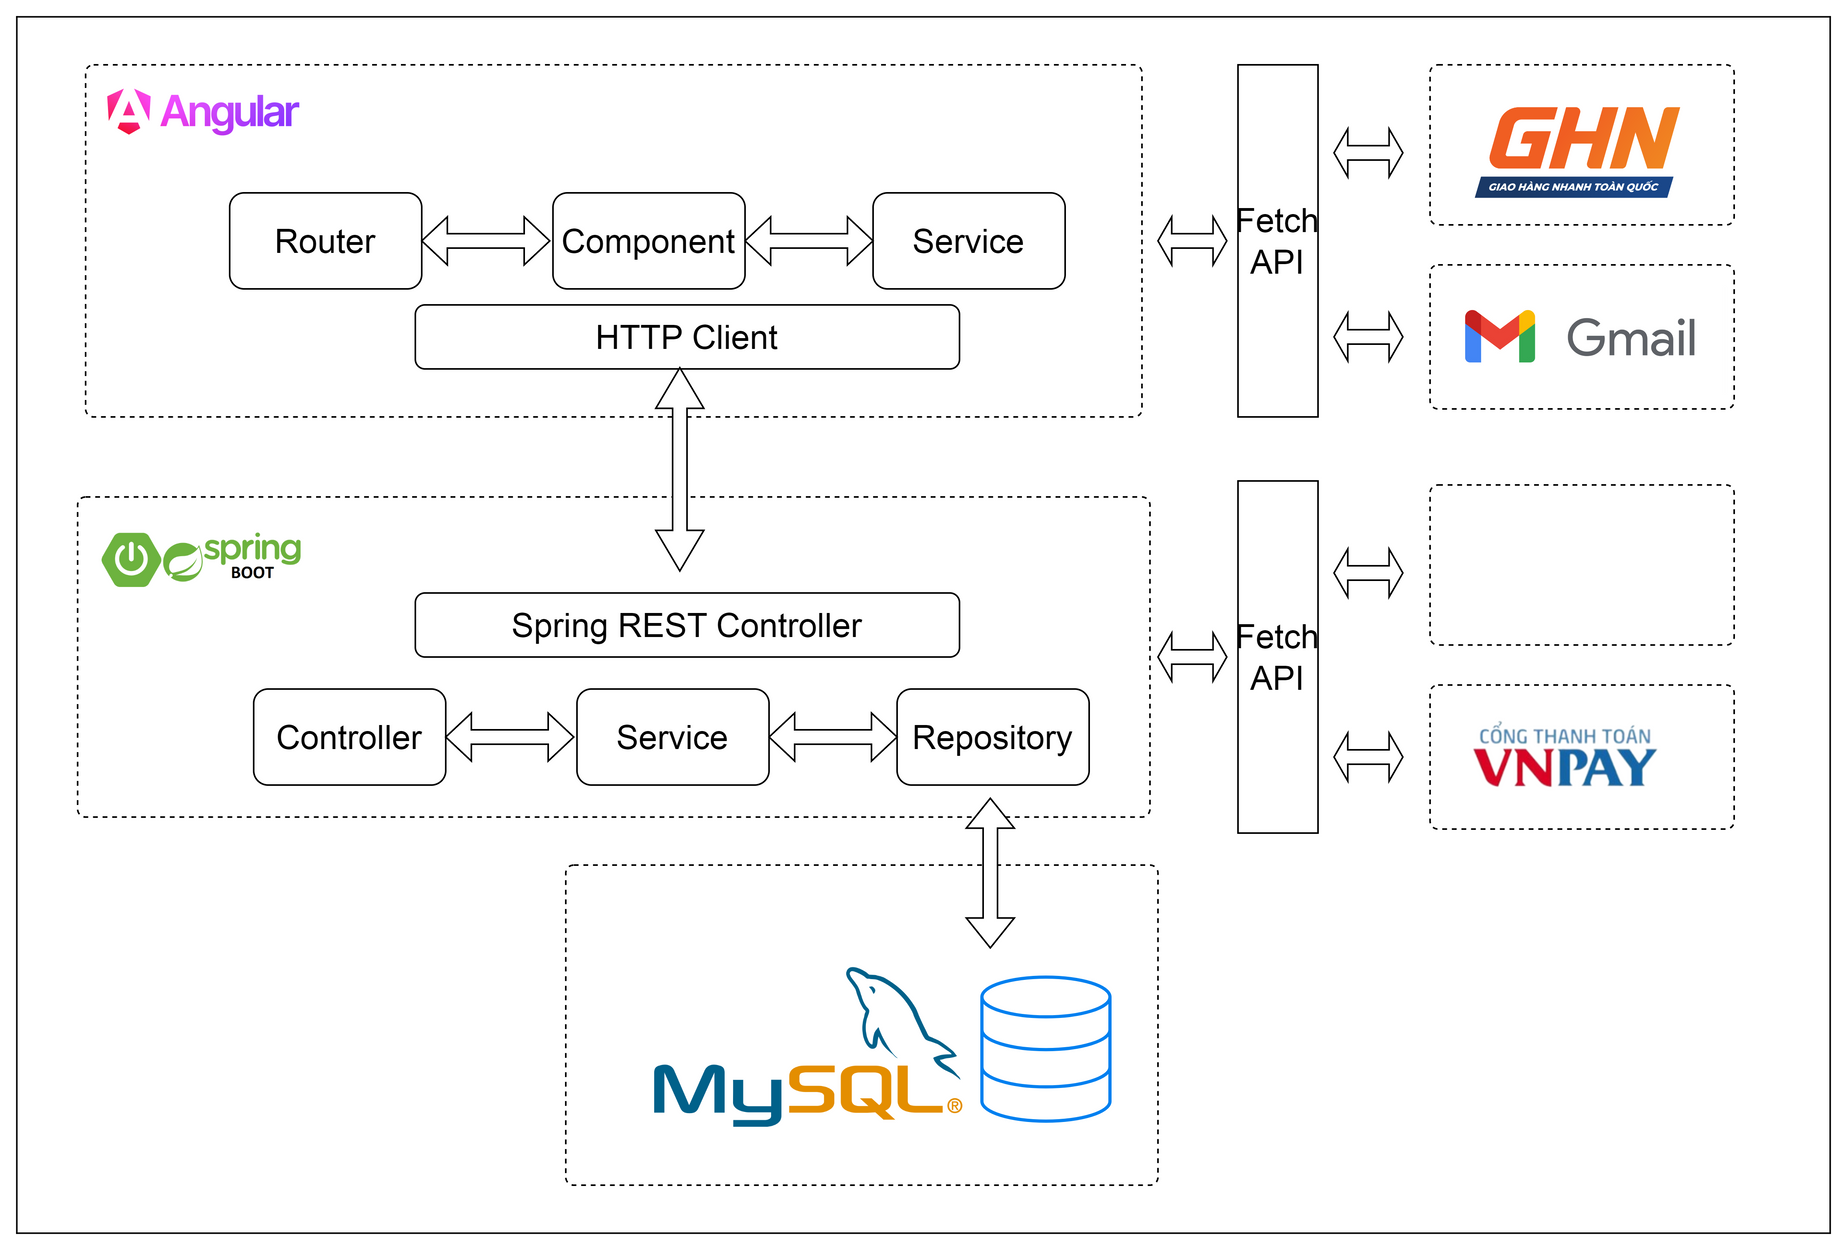 Angular
Router
Component
Service
HTTP Client
Fetch
API
GHN
GIAO HÀNG NHANH TOÀN QUỐC
Gmail
spring
BOOT
Spring REST Controller
Controller
Service
Repository
Fetch
API
CỔNG THANH TOÁN
VNPAY
MySQL®